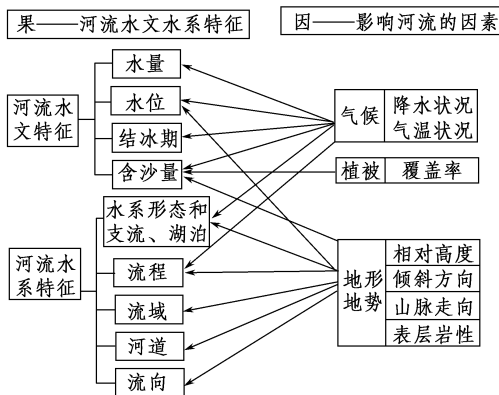 果——河流水文水系特征
因——影响河流的因素
河流水
文特征
水量
水位
结冰期
含沙量
气候
降水状况
气温状况
植被
覆盖率
河流水
系特征
水系形态和
支流、湖泊
流程
流域
河道
流向
地形
地势
相对高度
倾斜方向
山脉走向
表层岩性